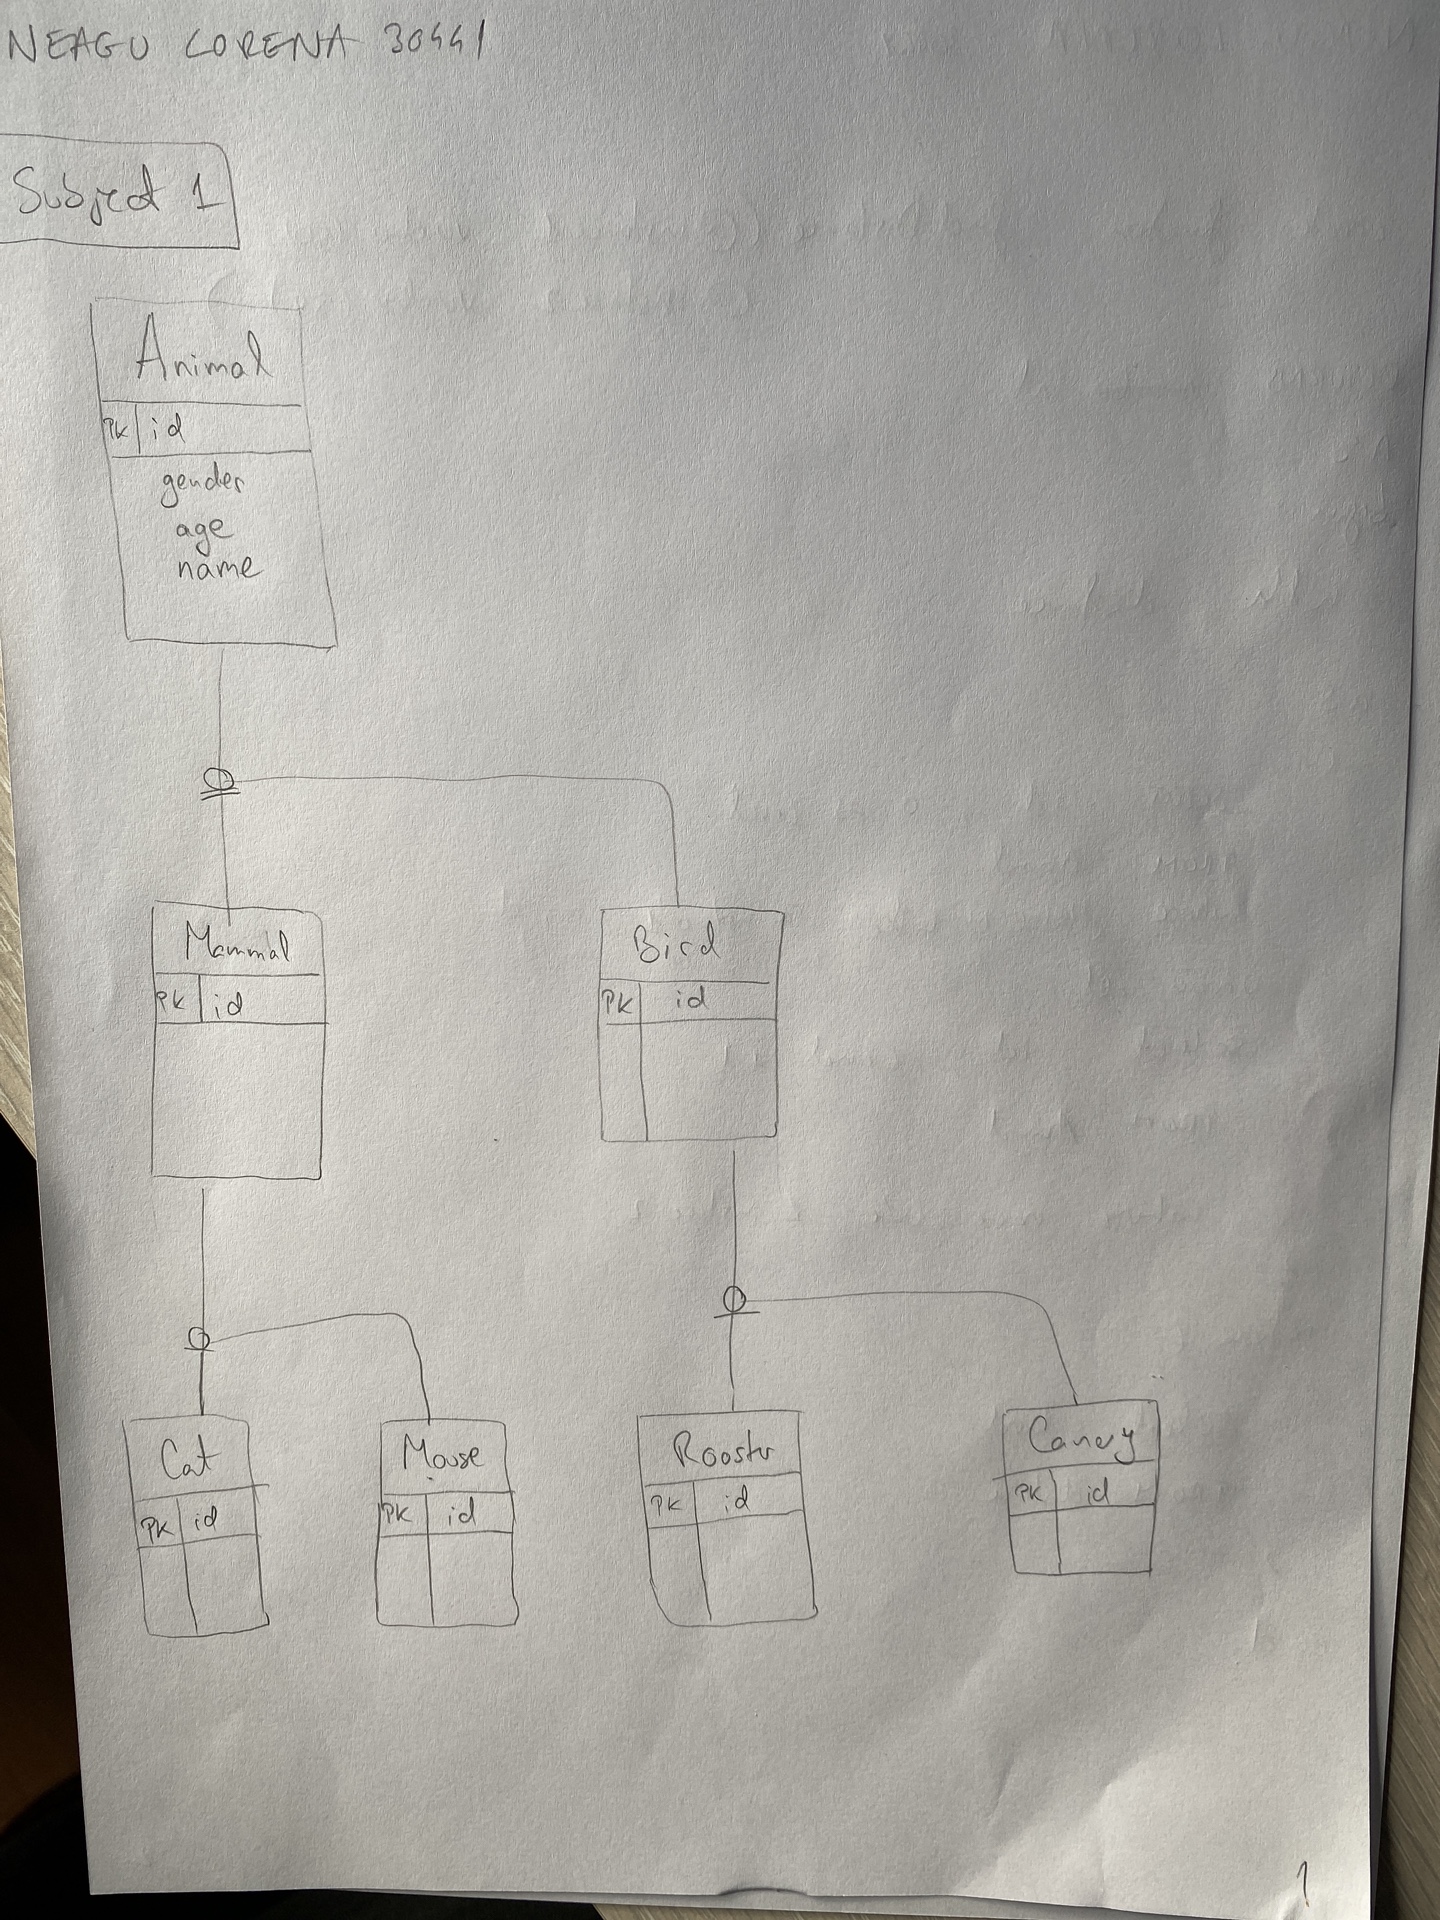 NEAGU LORENA 30441
Subject 1
Animal
PK id
gender
age
name
Mammal
PK id
Bird
PK id
Cat
PK id
Mouse
PK id
Rooster
PK id
Canary
PK id
1